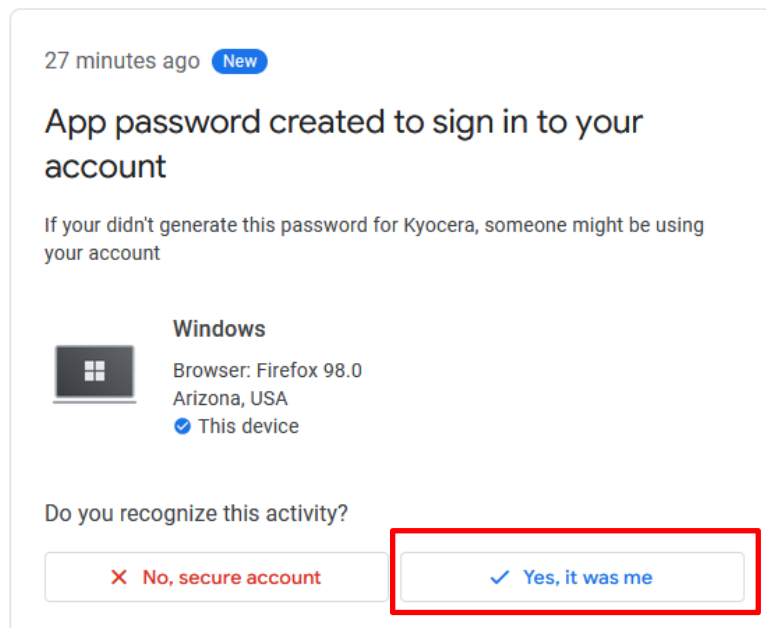 27 minutes ago New
App password created to sign in to your
account
If your didn't generate this password for Kyocera, someone might be using
your account
Windows
Browser: Firefox 98.0
Arizona, USA
This device
Do you recognize this activity?
No, secure account
Yes, it was me